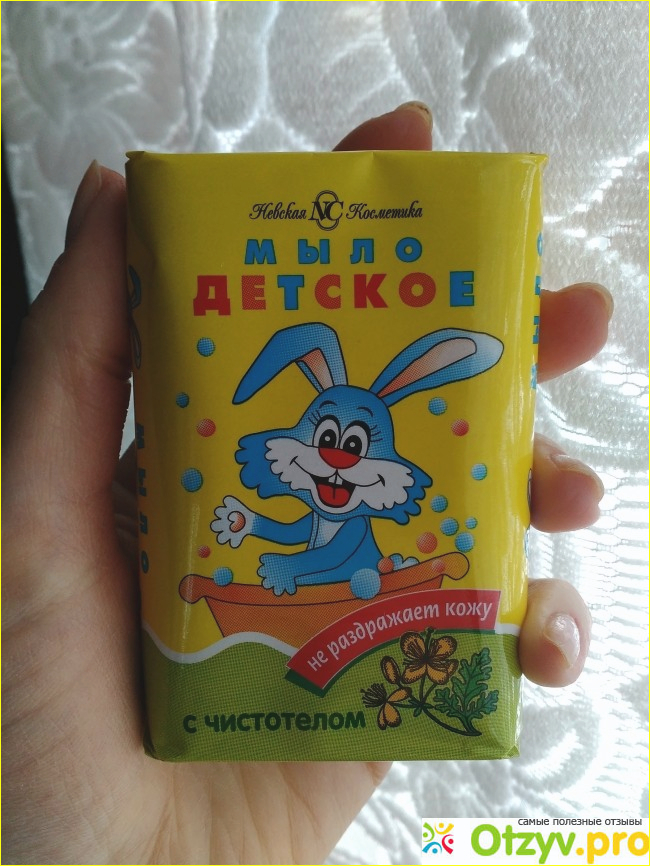 Невская NC Косметика
МЫЛО
ДЕТСКОЕ
не раздражает кожу
с чистотелом
самые полезные отзывы
Otzyv.pro